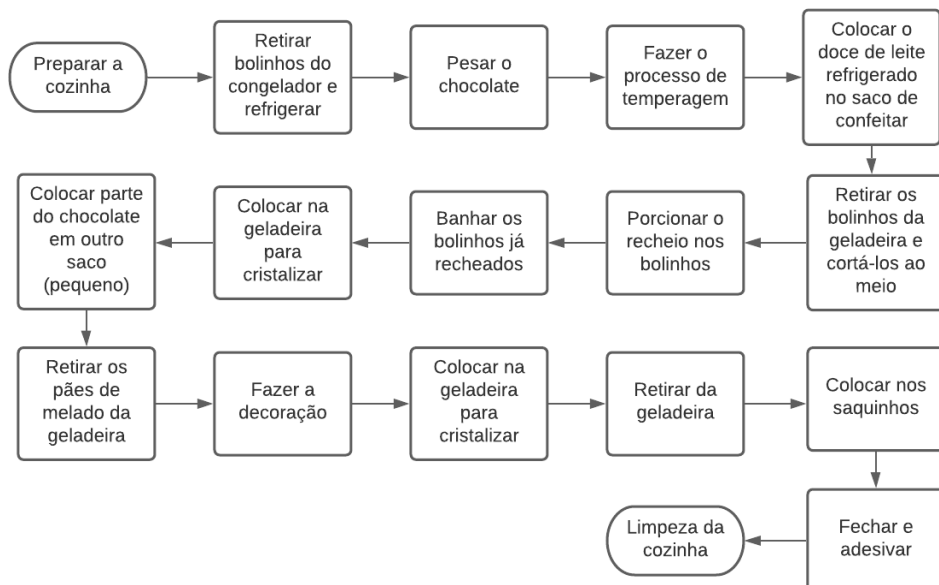 Preparar a
cozinha
Retirar
bolinhos do
congelador e
refrigerar
Pesar o
chocolate
Fazer o
processo de
temperagem
Colocar o
doce de leite
refrigerado
no saco de
confeitar
Retirar os
bolinhos da
geladeira e
cortá-los ao
meio
Porcionar o
recheio nos
bolinhos
Banhar os
bolinhos já
recheados
Colocar na
geladeira
para
cristalizar
Colocar parte
do chocolate
em outro
saco
(pequeno)
Retirar os
pães de
melado da
geladeira
Fazer a
decoração
Colocar na
geladeira
para
cristalizar
Retirar da
geladeira
Colocar nos
saquinhos
Fechar e
adesivar
Limpeza da
cozinha